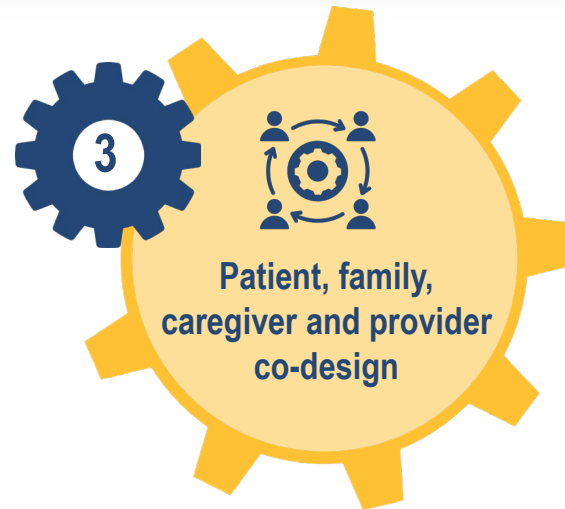 3
Patient, family,
caregiver and provider
co-design